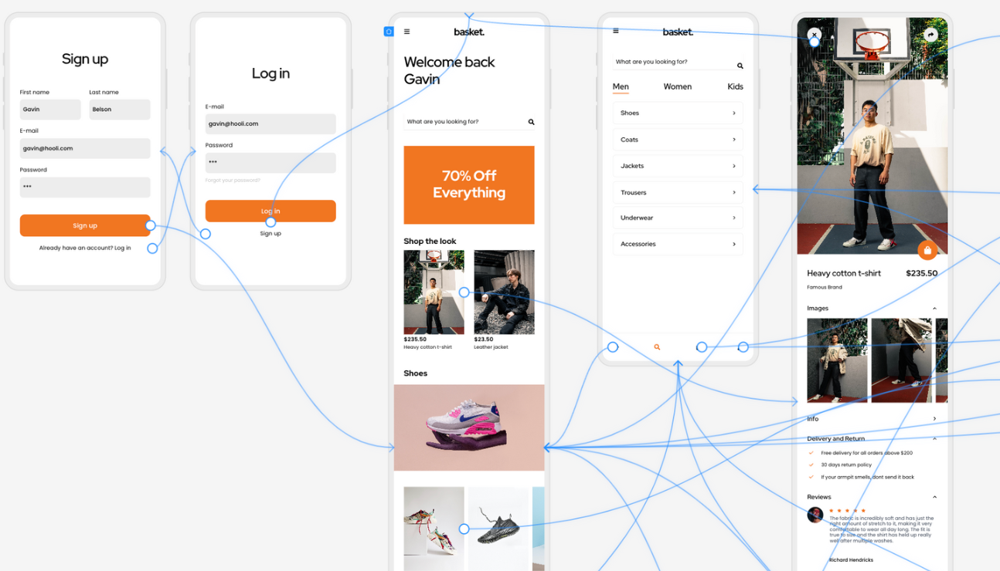 Sign up
First name
Last name
Gavin
Belson
E-mail
gavin@hooli.com
Password
Sign up
Already have an account? Log in
Log in
E-mail
gavin@hooli.com
Password
Forgot your password?
Log in
Sign up
basket.
Welcome back
Gavin
What are you looking for?
70% Off
Everything
Shop the look
$235.50
Heavy cotton t-shirt
$23.50
Leather jacket
Shoes
basket.
What are you looking for?
Men
Women
Kids
Shoes
Coats
Jackets
Trousers
Underwear
Accessories
Heavy cotton t-shirt
$235.50
Famous Brand
Images
Info
Delivery and Return
Free delivery for all orders above $200
30 days return policy
If your armpit smells, dont send it back
Reviews
The fabric is incredibly soft and has just the
right amount of stretch to it, making it very
comfortable to wear all day long. The fit is
true to size and the shirt has held up really
well after multiple washes.
Richard Hendricks